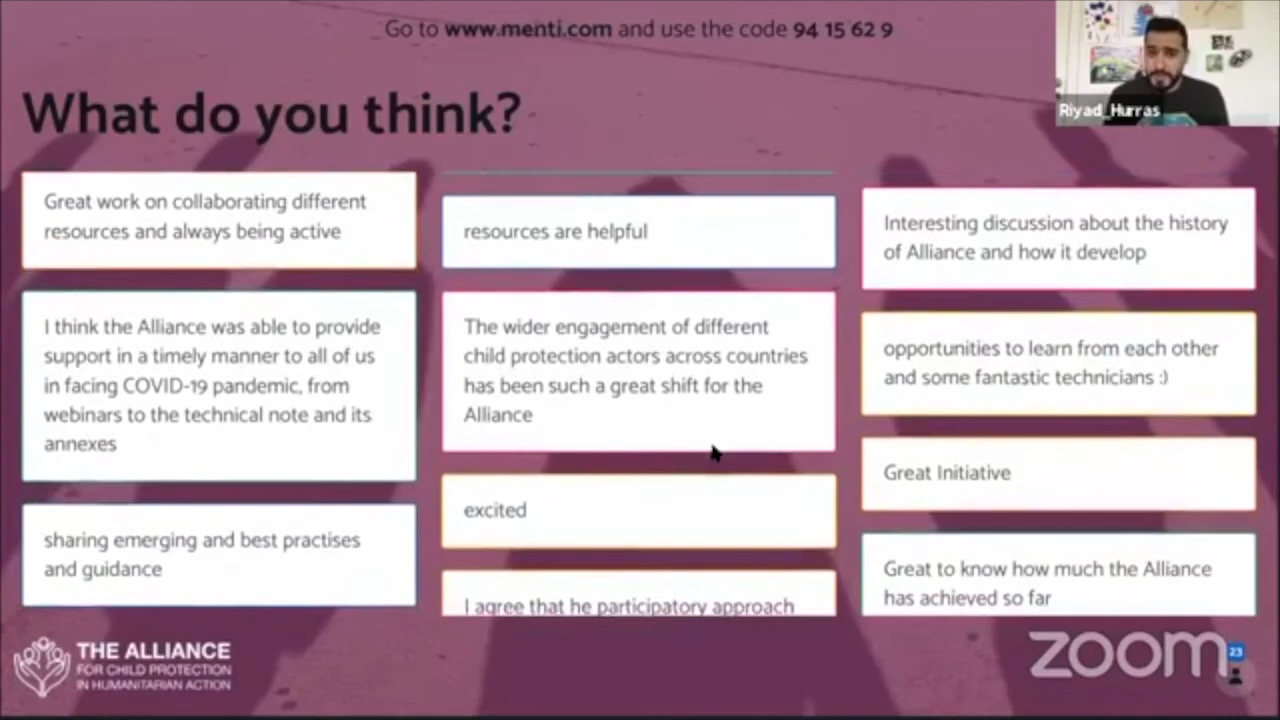 Go to www.menti.com and use the code 94 15 62 9
Riyad_Hurras
What do you think?
Great work on collaborating different
resources and always being active
I think the Alliance was able to provide
support in a timely manner to all of us
in facing COVID-19 pandemic, from
webinars to the technical note and its
annexes
sharing emerging and best practises
and guidance
resources are helpful
The wider engagement of different
child protection actors across countries
has been such a great shift for the
Alliance
excited
I agree that he participatory approach
Interesting discussion about the history
of Alliance and how it develop
opportunities to learn from each other
and some fantastic technicians :)
Great Initiative
Great to know how much the Alliance
has achieved so far
THE ALLIANCE
FOR CHILD PROTECTION
IN HUMANITARIAN ACTION
zoom
23